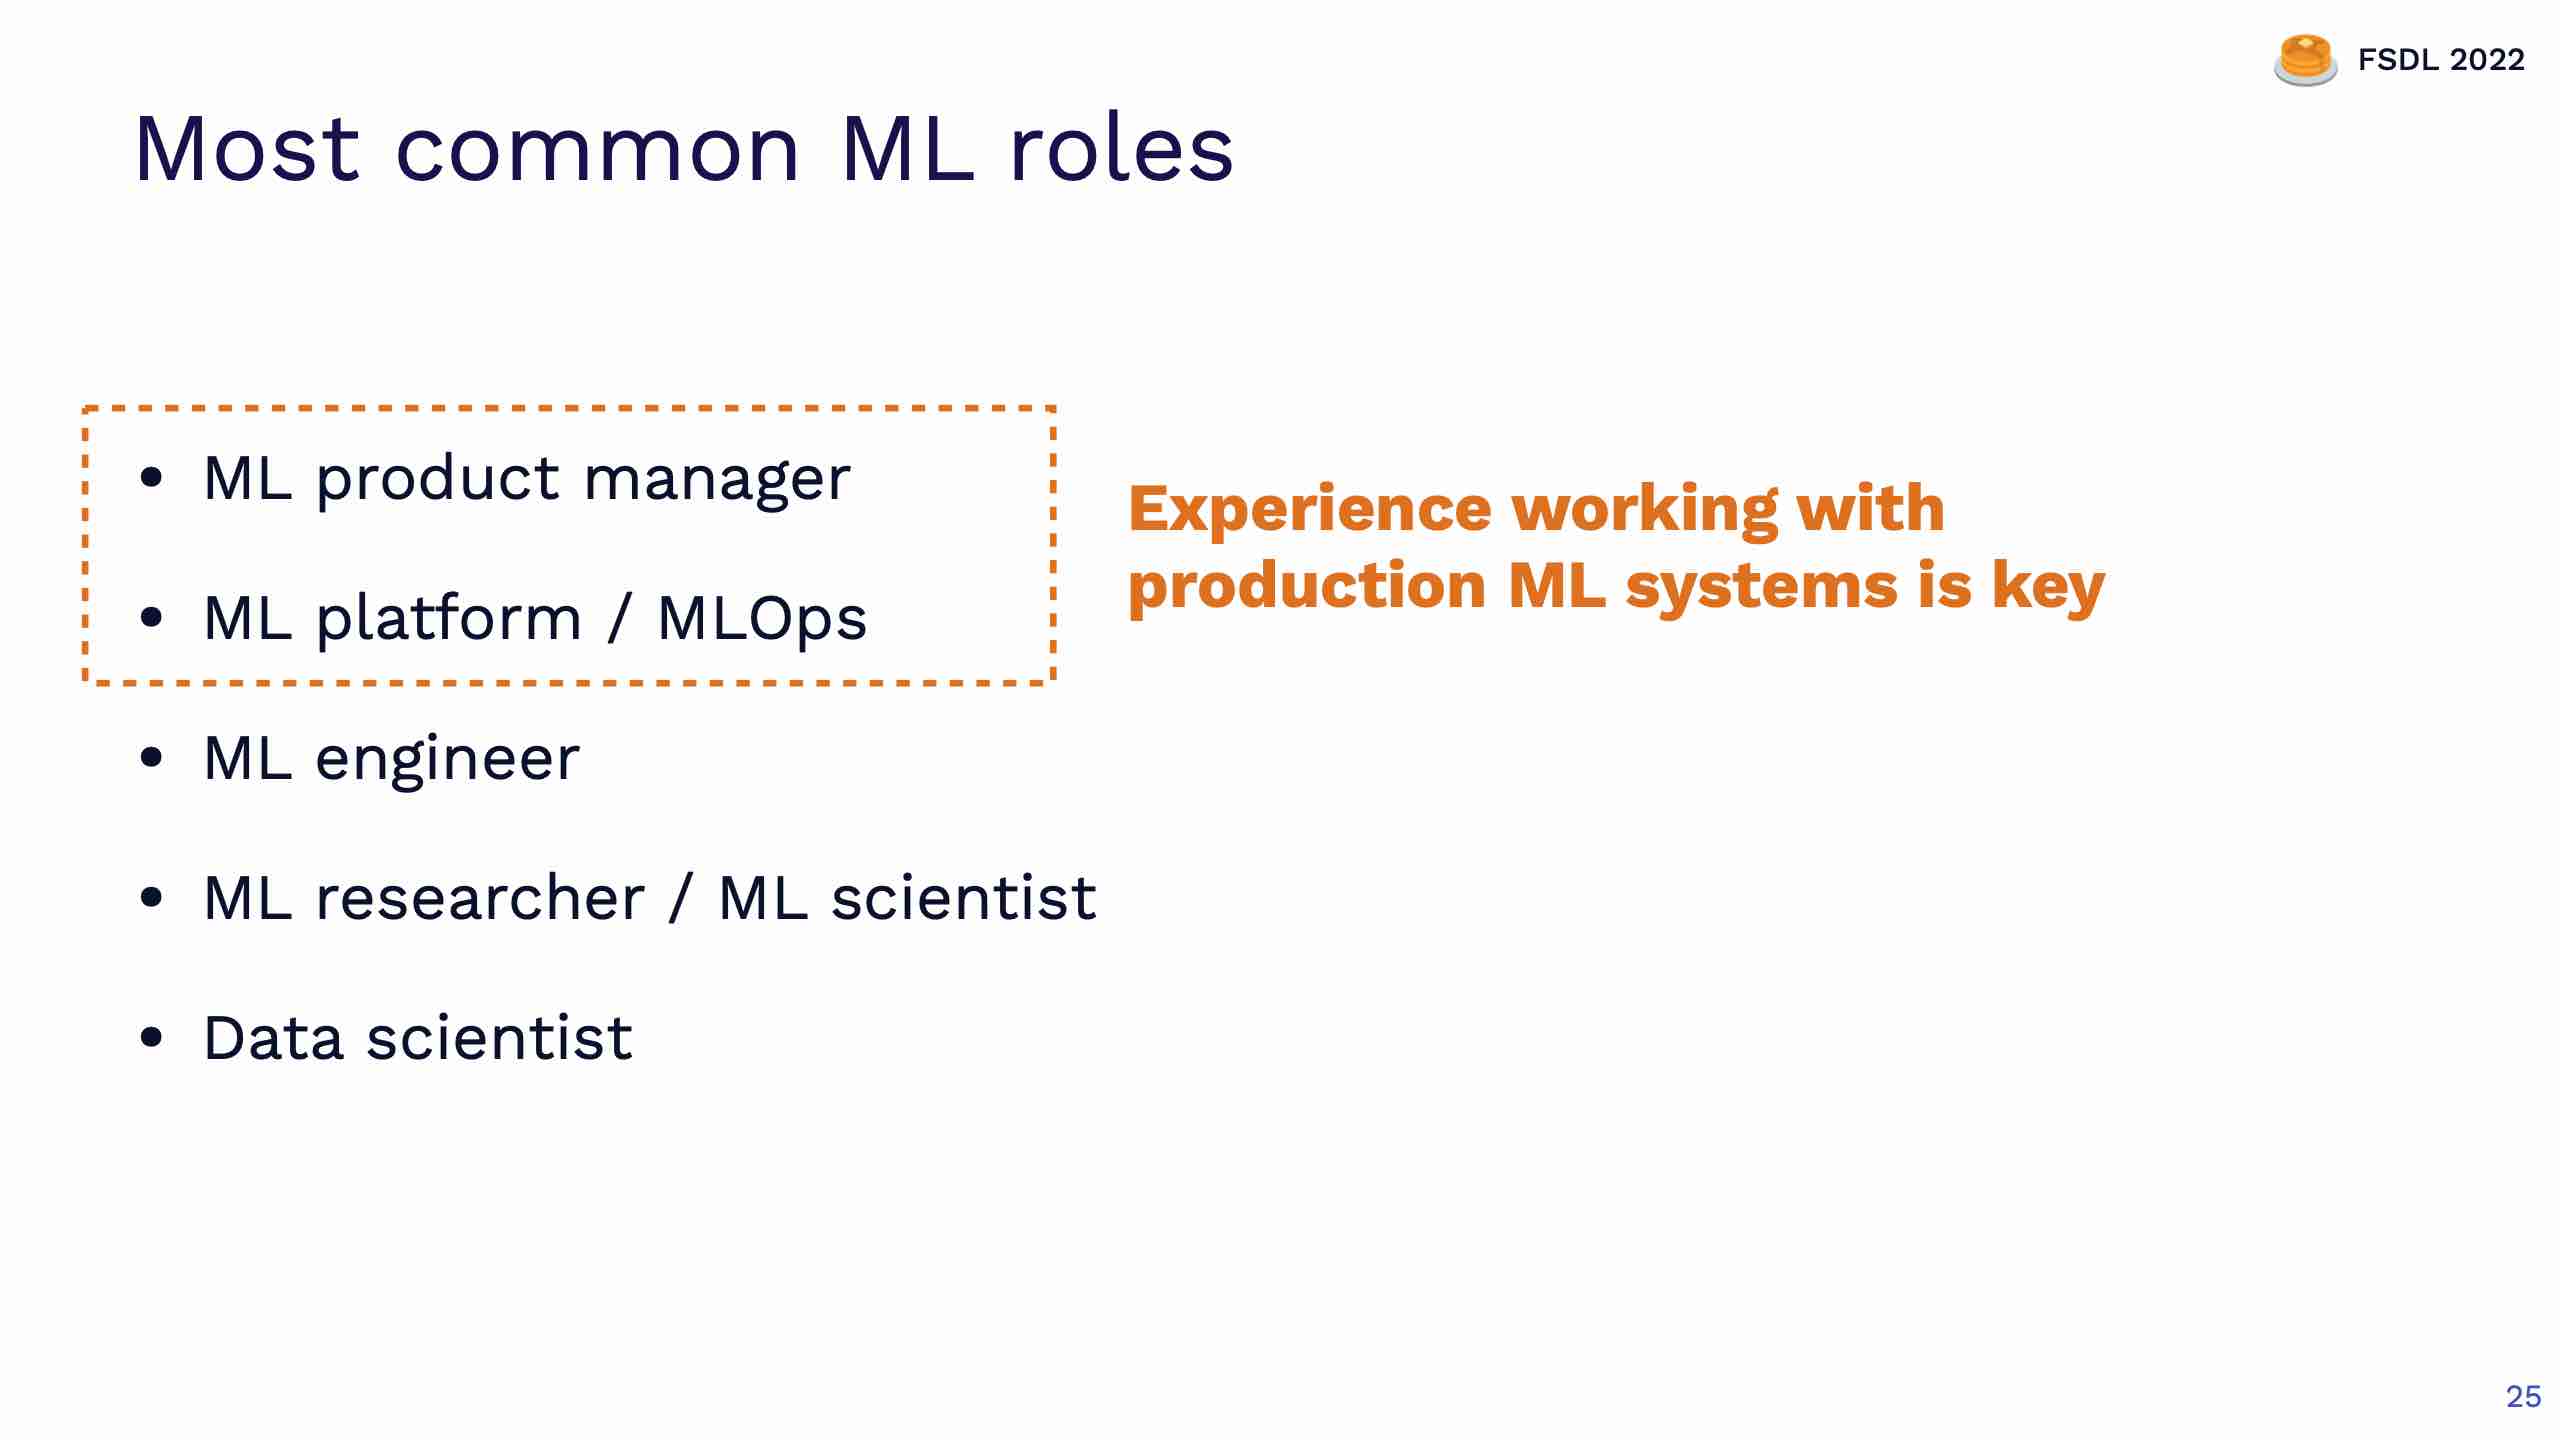 FSDL 2022
Most common ML roles
• ML product manager
• ML platform / MLOps
Experience working with
production ML systems is key
• ML engineer
• ML researcher / ML scientist
• Data scientist
25